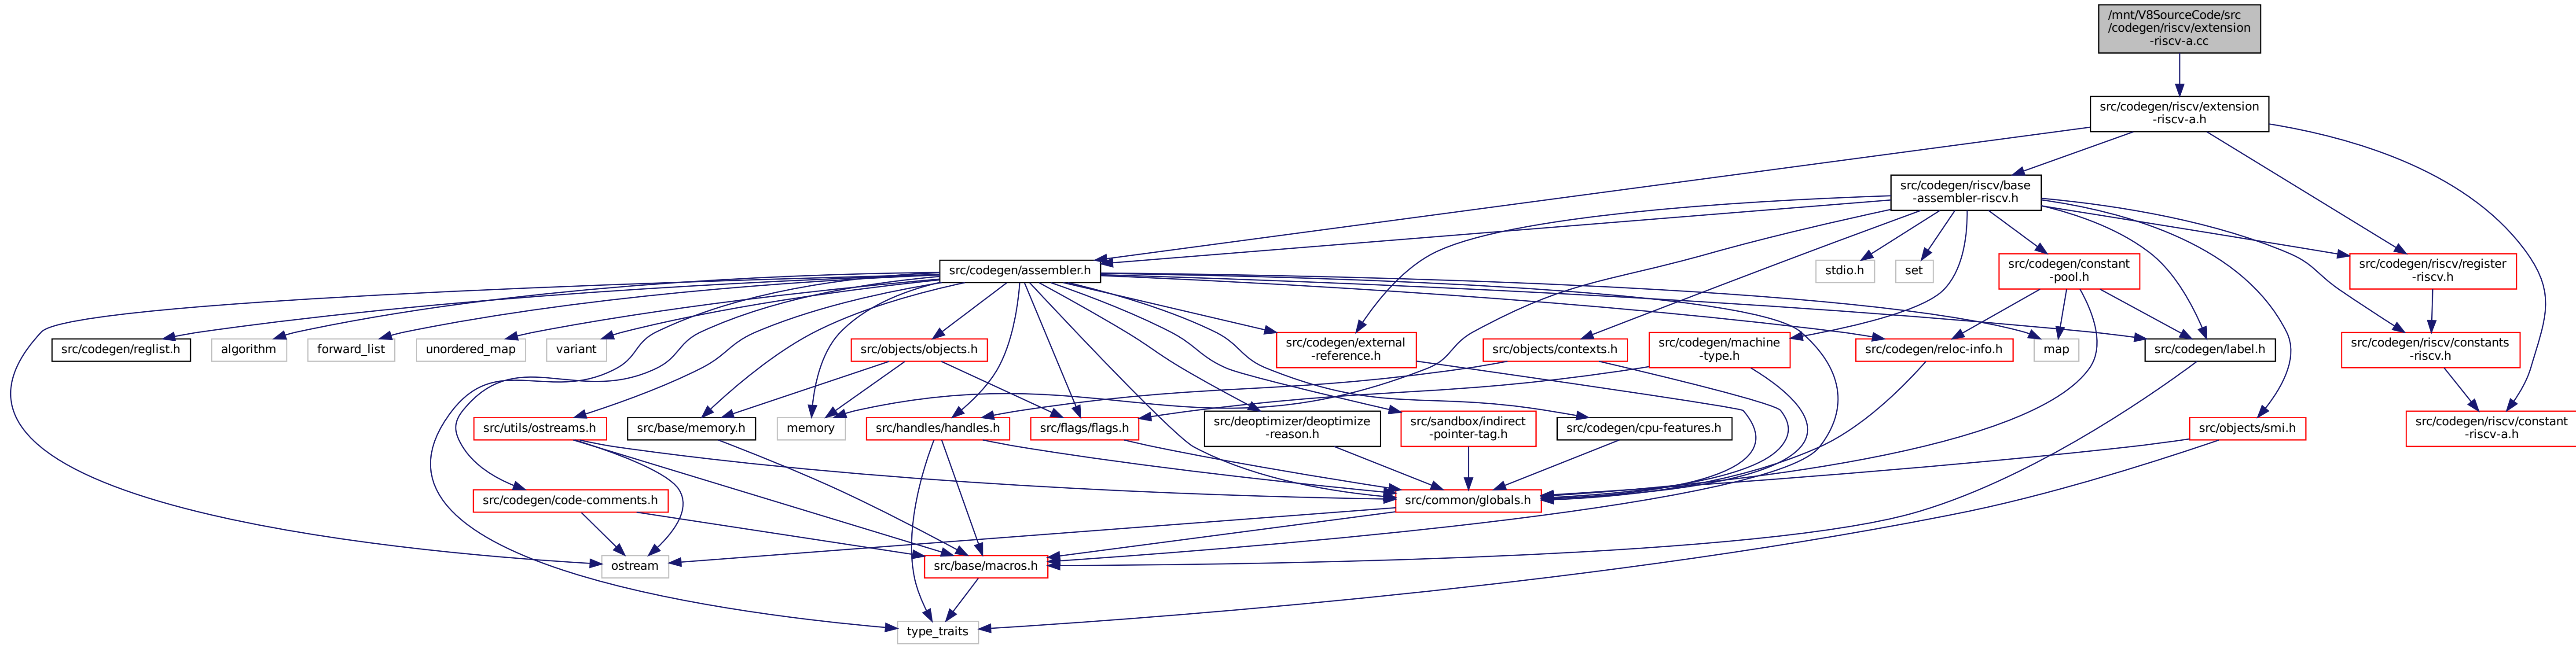 /mnt/V8SourceCode/src
/codegen/riscv/extension
-riscv-a.cc
src/codegen/riscv/extension
-riscv-a.h
src/codegen/riscv/base
-assembler-riscv.h
src/codegen/assembler.h
stdio.h
set
src/codegen/constant
-pool.h
src/codegen/riscv/register
-riscv.h
src/codegen/reglist.h
algorithm
forward_list
unordered_map
variant
src/objects/objects.h
src/codegen/external
-reference.h
src/objects/contexts.h
src/codegen/machine
-type.h
src/codegen/reloc-info.h
map
src/codegen/label.h
src/codegen/riscv/constants
-riscv.h
src/utils/ostreams.h
src/base/memory.h
memory
src/handles/handles.h
src/flags/flags.h
src/deoptimizer/deoptimize
-reason.h
src/sandbox/indirect
-pointer-tag.h
src/codegen/cpu-features.h
src/objects/smi.h
src/codegen/riscv/constant
-riscv-a.h
src/codegen/code-comments.h
src/common/globals.h
ostream
src/base/macros.h
type_traits